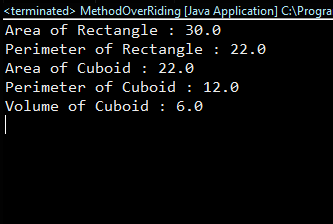 <terminated> MethodOverRiding [Java Application] C:\Progra
Area of Rectangle : 30.0
Perimeter of Rectangle : 22.0
Area of Cuboid : 22.0
Perimeter of Cuboid : 12.0
Volume of Cuboid : 6.0